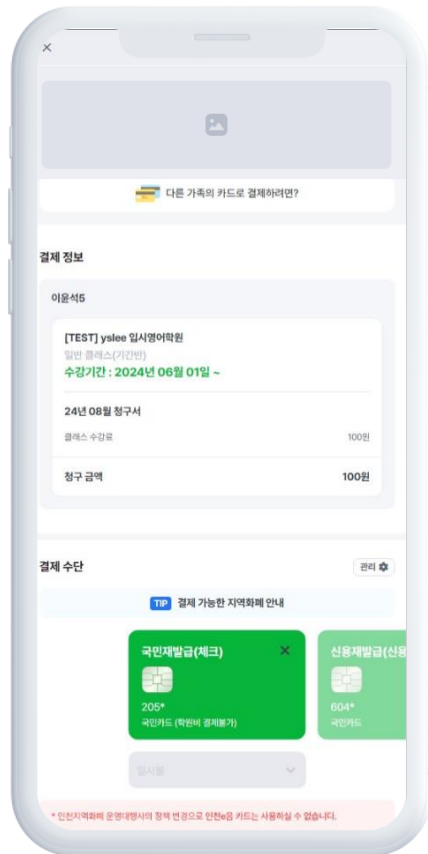 다른 가족의 카드로 결제하려면?
결제 정보
이윤석5
[TEST] yslee 입시영어학원
일반 클래스(기간반)
수강기간 : 2024년 06월 01일 ~
24년 08월 청구서
클래스 수강료 100원
청구 금액 100원
결제 수단 관리
TIP 결제 가능한 지역화폐 안내
국민재발급(체크) × 신용재발급(신용
205* 604*
국민카드 (학원비 결제불가) 국민카드
일시불
* 인천지역화폐 운영대행사의 정책 변경으로 인천e음 카드는 사용하실 수 없습니다.